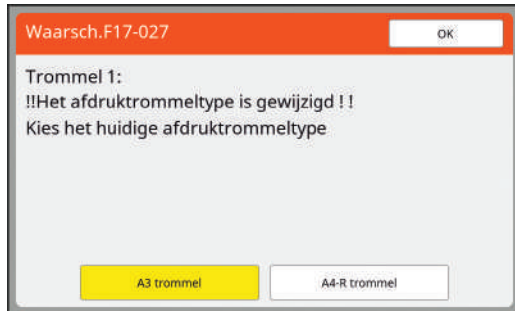 Waarsch.F17-027
OK
Trommel 1:
!!Het afdruktrommeltype is gewijzigd ! !
Kies het huidige afdruktrommeltype
A3 trommel
A4-R trommel